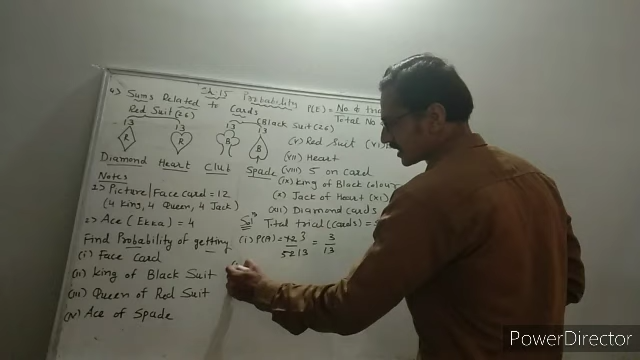 Ch.15 Probability
4) Sums Related to Cards
P(E) = No of tria
Total No
Red Suit (26)
Black Suit (26)
13 13 13 13
R R B B
Diamond Heart Club Spade
(v) Red Suit (vi)
(vii) Heart
(viii) 5 on card
(ix) King of Black Colour
(x) Jack of Heart (xi)
(xii) Diamond cards
Notes
1) Picture/Face card = 12
(4 King, 4 Queen, 4 Jack)
2) Ace (Ekka) = 4
Sol^n Total trial (cards) = 5
Find Probability of getting
(i) P(A) = 12 3 / 52 13 = 3/13
(i) Face Card
(ii) King of Black Suit
(iii) Queen of Red Suit
(iv) Ace of Spade
PowerDirector